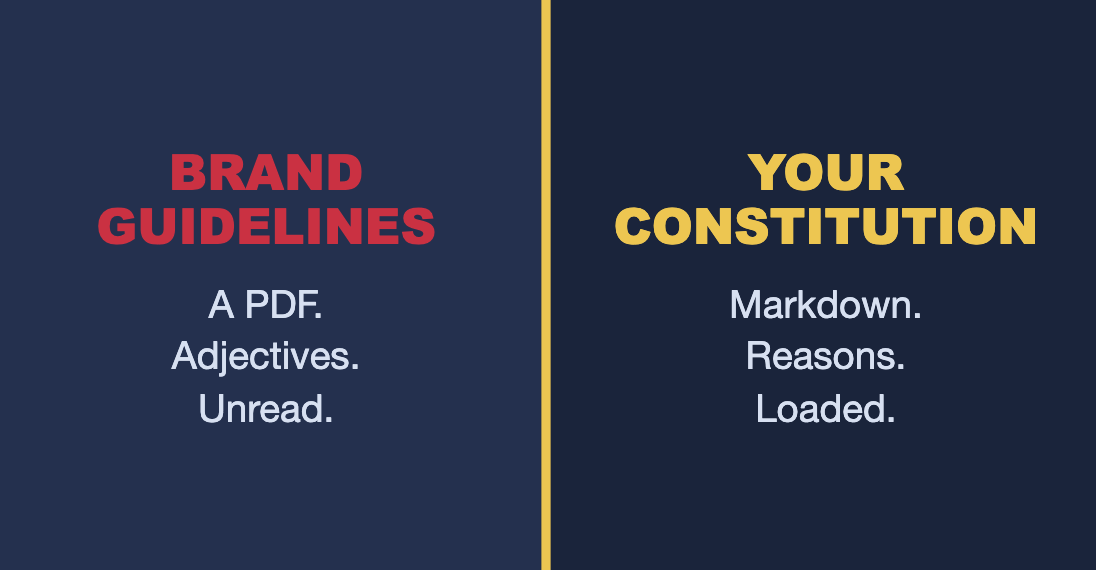 BRAND
GUIDELINES
A PDF.
Adjectives.
Unread.
YOUR
CONSTITUTION
Markdown.
Reasons.
Loaded.